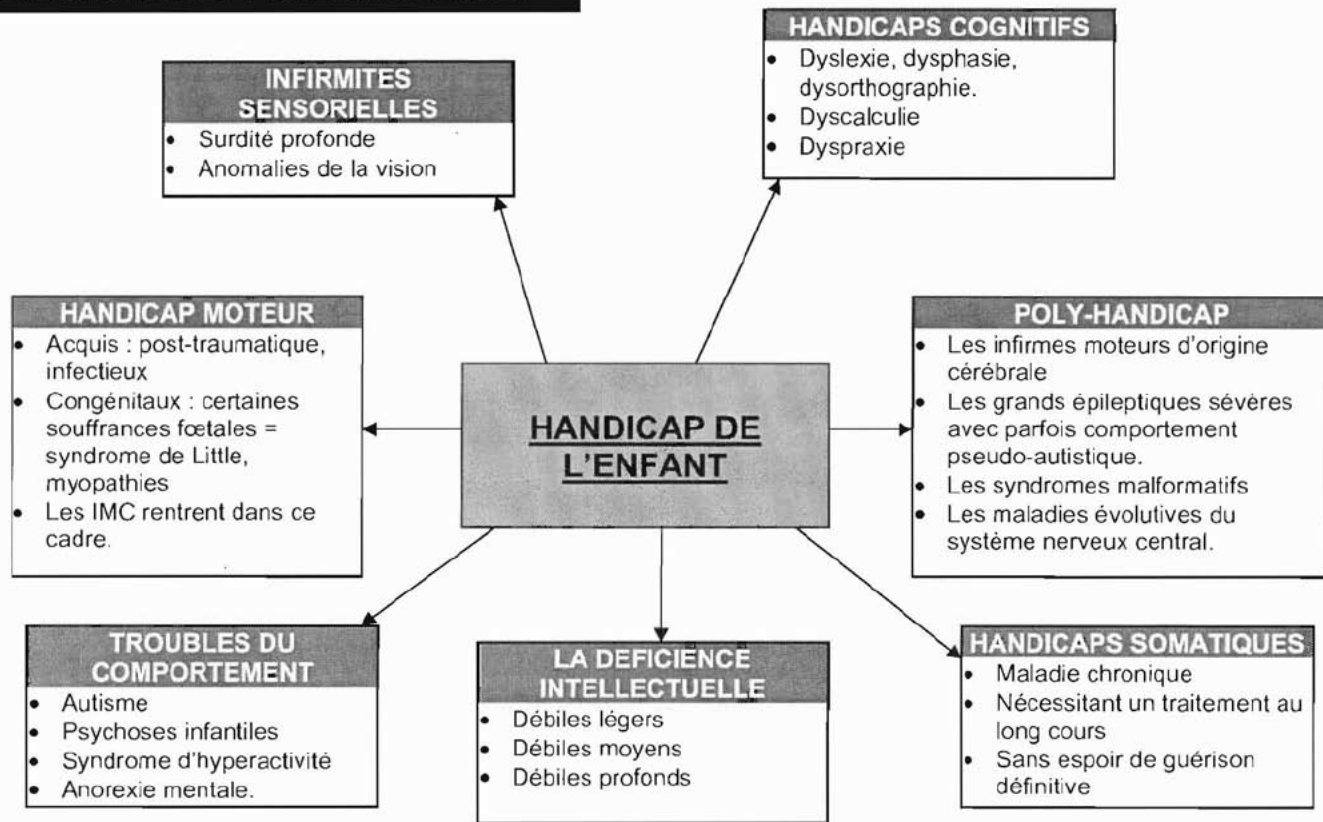 HANDICAPS COGNITIFS
• Dyslexie, dysphasie,
dysorthographie.
• Dyscalculie
• Dyspraxie
INFIRMITES
SENSORIELLES
• Surdité profonde
• Anomalies de la vision
HANDICAP MOTEUR
• Acquis : post-traumatique,
infectieux
• Congénitaux : certaines
souffrances fœtales =
syndrome de Little,
myopathies
• Les IMC rentrent dans ce
cadre.
HANDICAP DE
L'ENFANT
POLY-HANDICAP
• Les infirmes moteurs d'origine
cérébrale
• Les grands épileptiques sévères
avec parfois comportement
pseudo-autistique.
• Les syndromes malformatifs
• Les maladies évolutives du
système nerveux central.
TROUBLES DU
COMPORTEMENT
• Autisme
• Psychoses infantiles
• Syndrome d'hyperactivité
• Anorexie mentale.
LA DEFICIENCE
INTELLECTUELLE
• Débiles légers
• Débiles moyens
• Débiles profonds
HANDICAPS SOMATIQUES
• Maladie chronique
• Nécessitant un traitement au
long cours
• Sans espoir de guérison
définitive